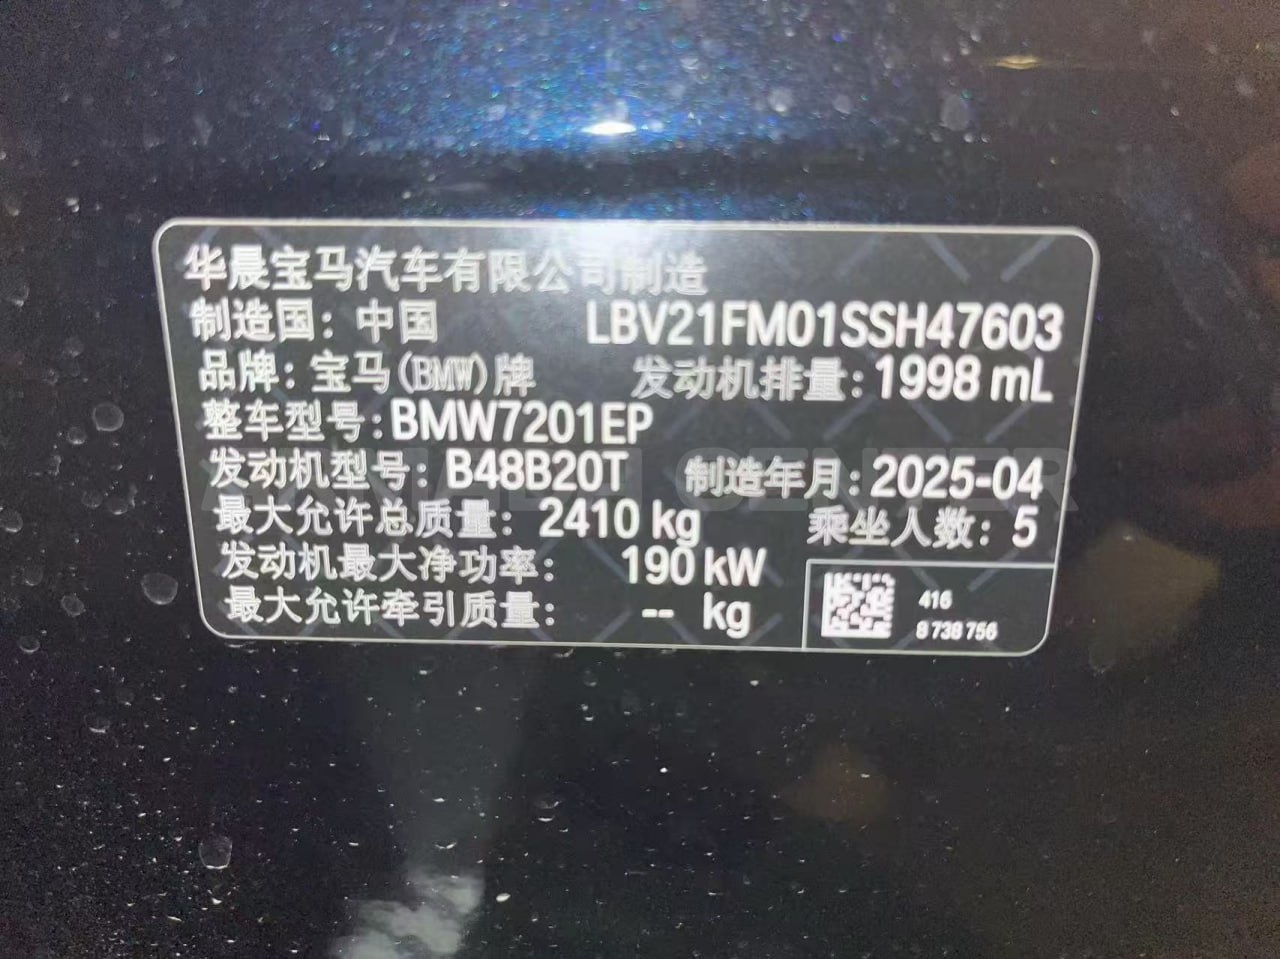 华晨宝马汽车有限公司制造
制造国：中国 LBV21FM01SSH47603
品牌：宝马(BMW)牌 发动机排量：1998 mL
整车型号：BMW7201EP
发动机型号：B48B20T 制造年月：2025-04
最大允许总质量：2410 kg 乘坐人数：5
发动机最大净功率：190 kW
最大允许牵引质量：-- kg
416
8 738 756